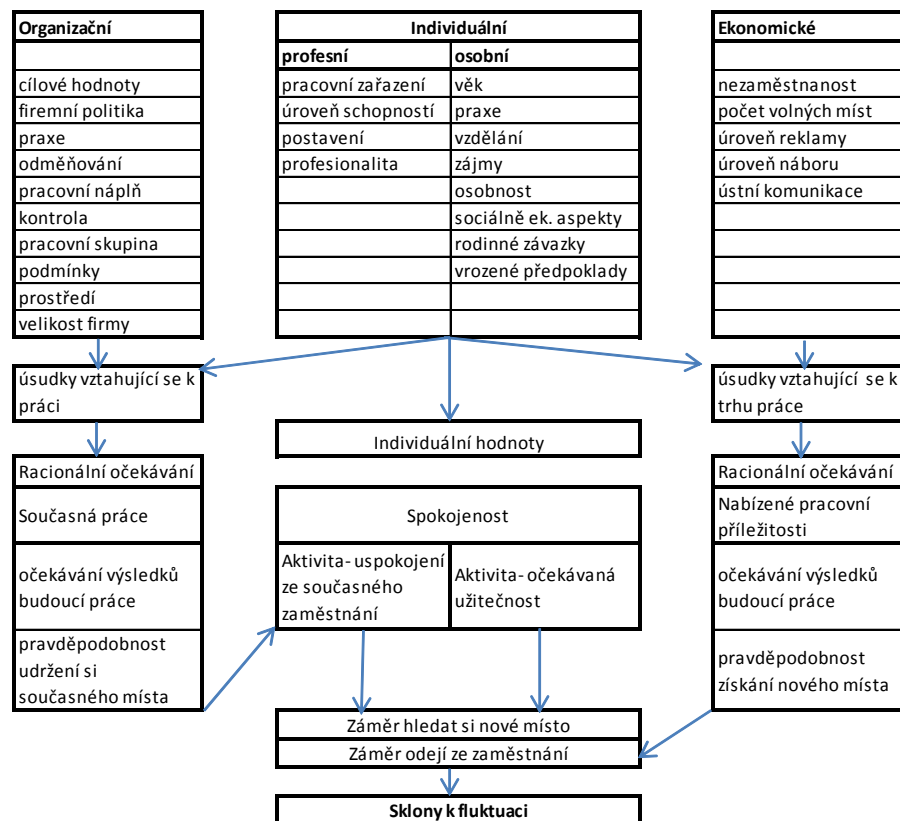 Organizační
cílové hodnoty
firemní politika
praxe
odměňování
pracovní náplň
kontrola
pracovní skupina
podmínky
prostředí
velikost firmy
Individuální
profesní
osobní
pracovní zařazení
věk
úroveň schopností
praxe
postavení
vzdělání
profesionalita
zájmy
osobnost
sociálně ek. aspekty
rodinné závazky
vrozené předpoklady
Ekonomické
nezaměstnanost
počet volných míst
úroveň reklamy
úroveň náboru
ústní komunikace
úsudky vztahující se k
práci
úsudky vztahující se k
trhu práce
Individuální hodnoty
Racionální očekávání
Současná práce
očekávání výsledků
budoucí práce
pravděpodobnost
udržení si
současného místa
Spokojenost
Aktivita- uspokojení
ze současného
zaměstnání
Aktivita- očekávaná
užitečnost
Racionální očekávání
Nabízené pracovní
příležitosti
očekávání výsledků
budoucí práce
pravděpodobnost
získání nového místa
Záměr hledat si nové místo
Záměr odejí ze zaměstnání
Sklony k fluktuaci